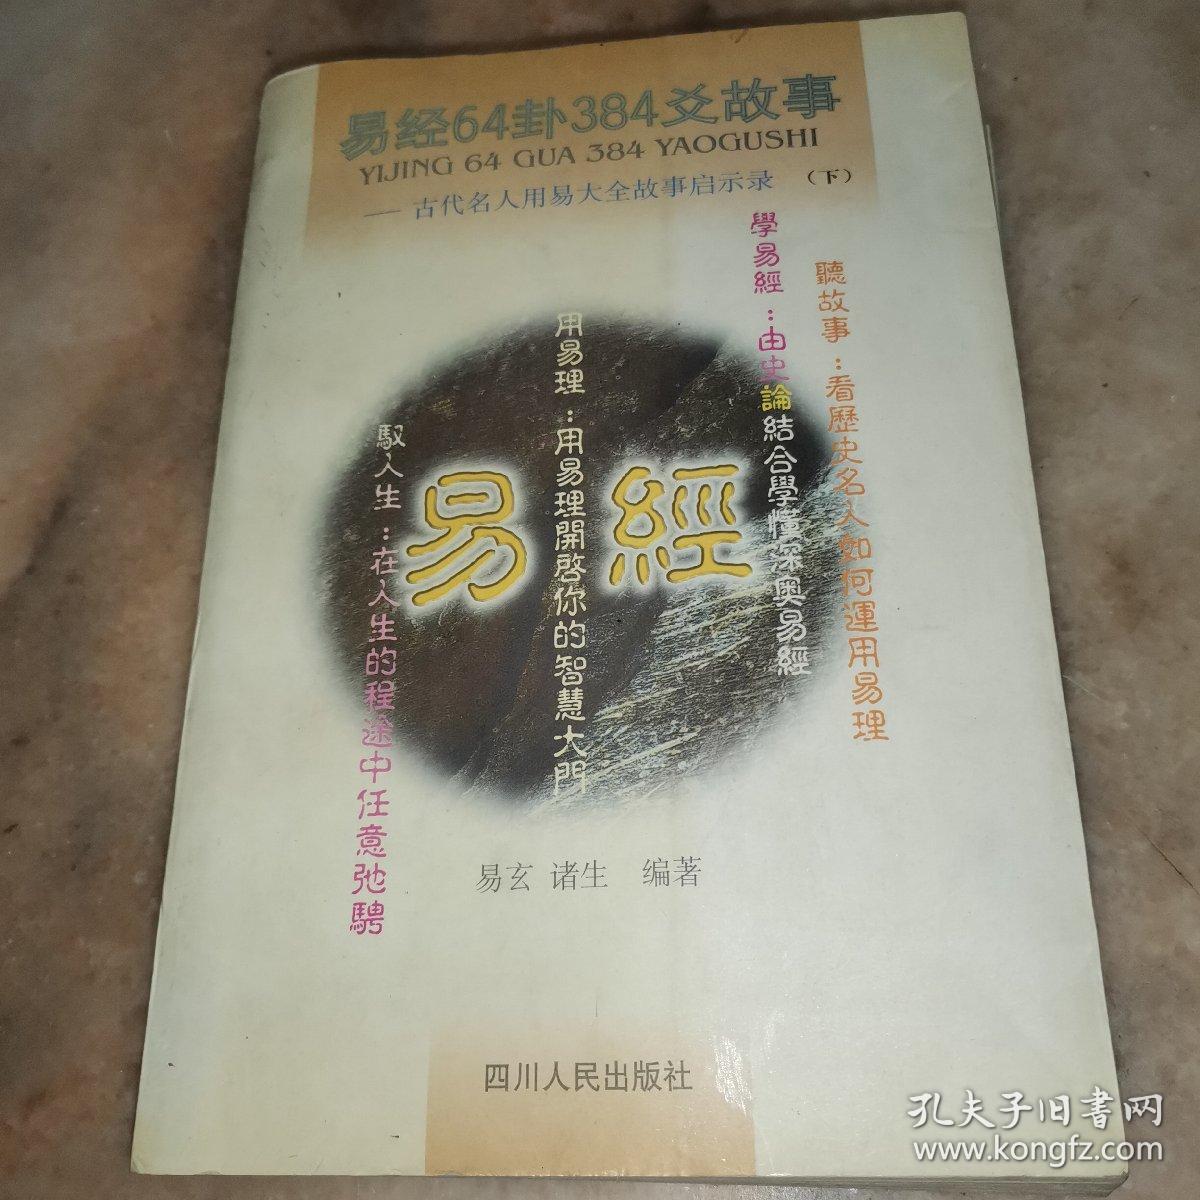 易经64卦384爻故事
YIJING 64 GUA 384 YAOGUSHI
— 古代名人用易大全故事启示录 （下）
聽故事：看歷史名人如何運用易理
學易經：由史論結合學懂深奧易經
用易理：用易理開啓你的智慧大門
馭人生：在人生的程途中任意弛騁
易經
易玄 诸生 编著
四川人民出版社
孔夫子旧书网
www.kongfz.com